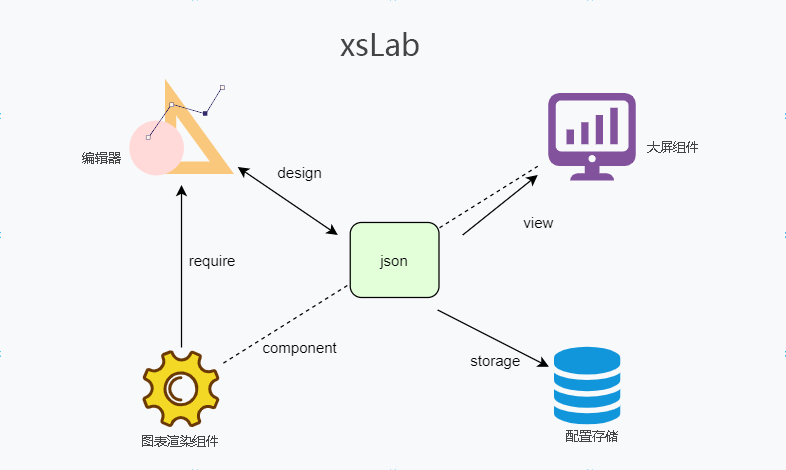 xsLab
编辑器
design
大屏组件
view
require
json
component
storage
图表渲染组件
配置存储